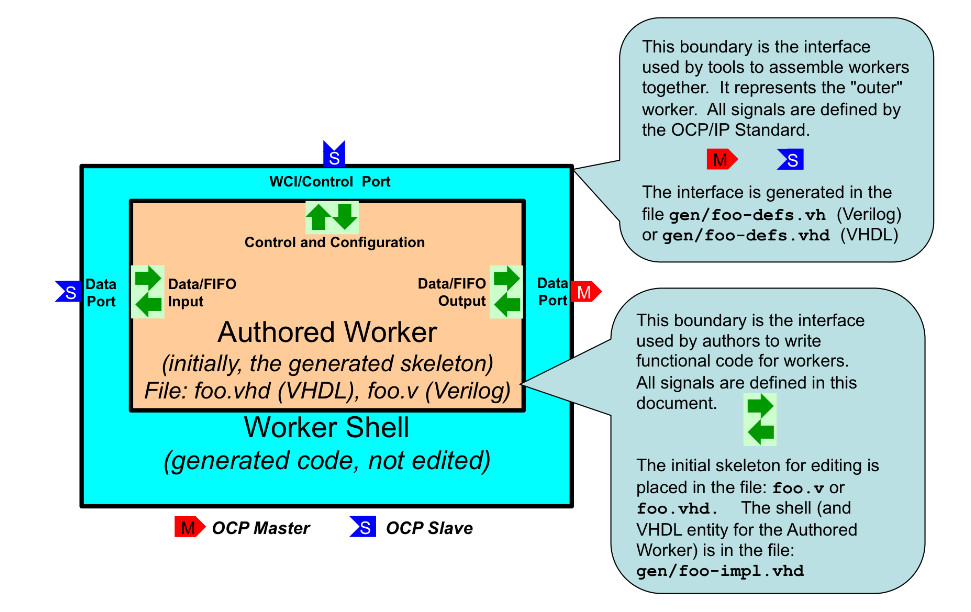 This boundary is the interface
used by tools to assemble workers
together. It represents the "outer"
worker. All signals are defined by
the OCP/IP Standard.
M S
The interface is generated in the
file gen/foo-defs.vh (Verilog)
or gen/foo-defs.vhd (VHDL)
S
WCI/Control Port
Control and Configuration
S
Data
Port
Data/FIFO
Input
Data/FIFO
Output
Data
Port
M
Authored Worker
(initially, the generated skeleton)
File: foo.vhd (VHDL), foo.v (Verilog)
Worker Shell
(generated code, not edited)
M OCP Master S OCP Slave
This boundary is the interface
used by authors to write
functional code for workers.
All signals are defined in this
document.
The initial skeleton for editing is
placed in the file: foo.v or
foo.vhd. The shell (and
VHDL entity for the Authored
Worker) is in the file:
gen/foo-impl.vhd